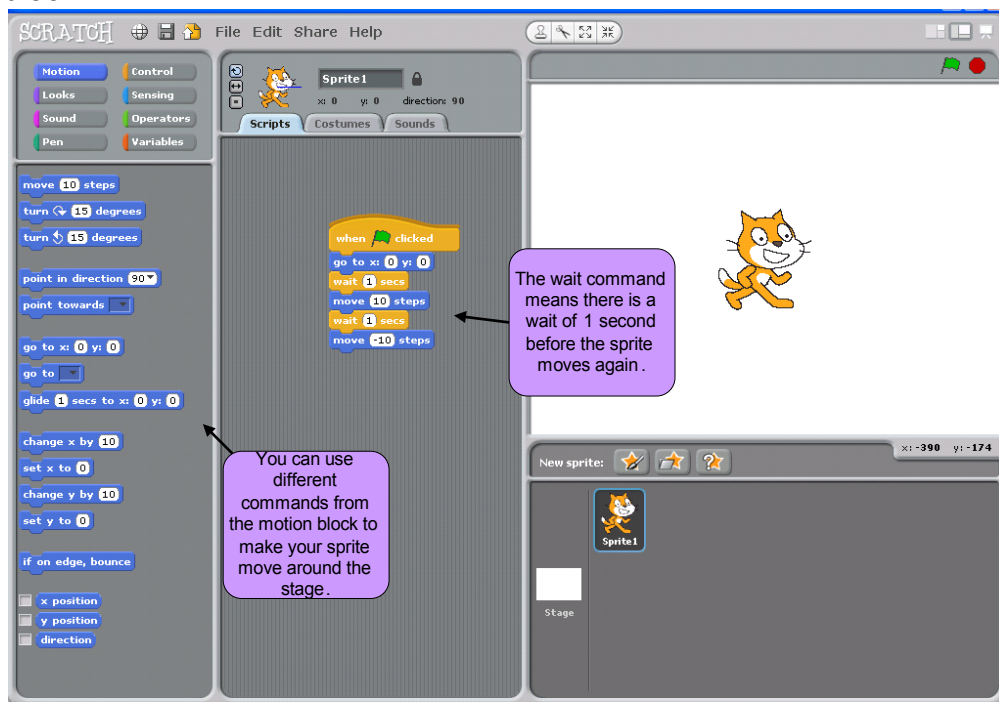 SCRATCH File Edit Share Help
Motion Control
Looks Sensing
Sound Operators
Pen Variables
move 10 steps
turn 15 degrees
turn 15 degrees
point in direction 90
point towards
go to x: 0 y: 0
go to
glide 1 secs to x: 0 y: 0
change x by 10
set x to 0
change y by 10
set y to 0
if on edge, bounce
x position
y position
direction
Sprite1
x: 0 y: 0 direction: 90
Scripts Costumes Sounds
when clicked
go to x: 0 y: 0
wait 1 secs
move 10 steps
wait 1 secs
move -10 steps
The wait command
means there is a
wait of 1 second
before the sprite
moves again.
You can use
different
commands from
the motion block to
make your sprite
move around the
stage.
x: -390 y: -174
New sprite:
Sprite1
Stage